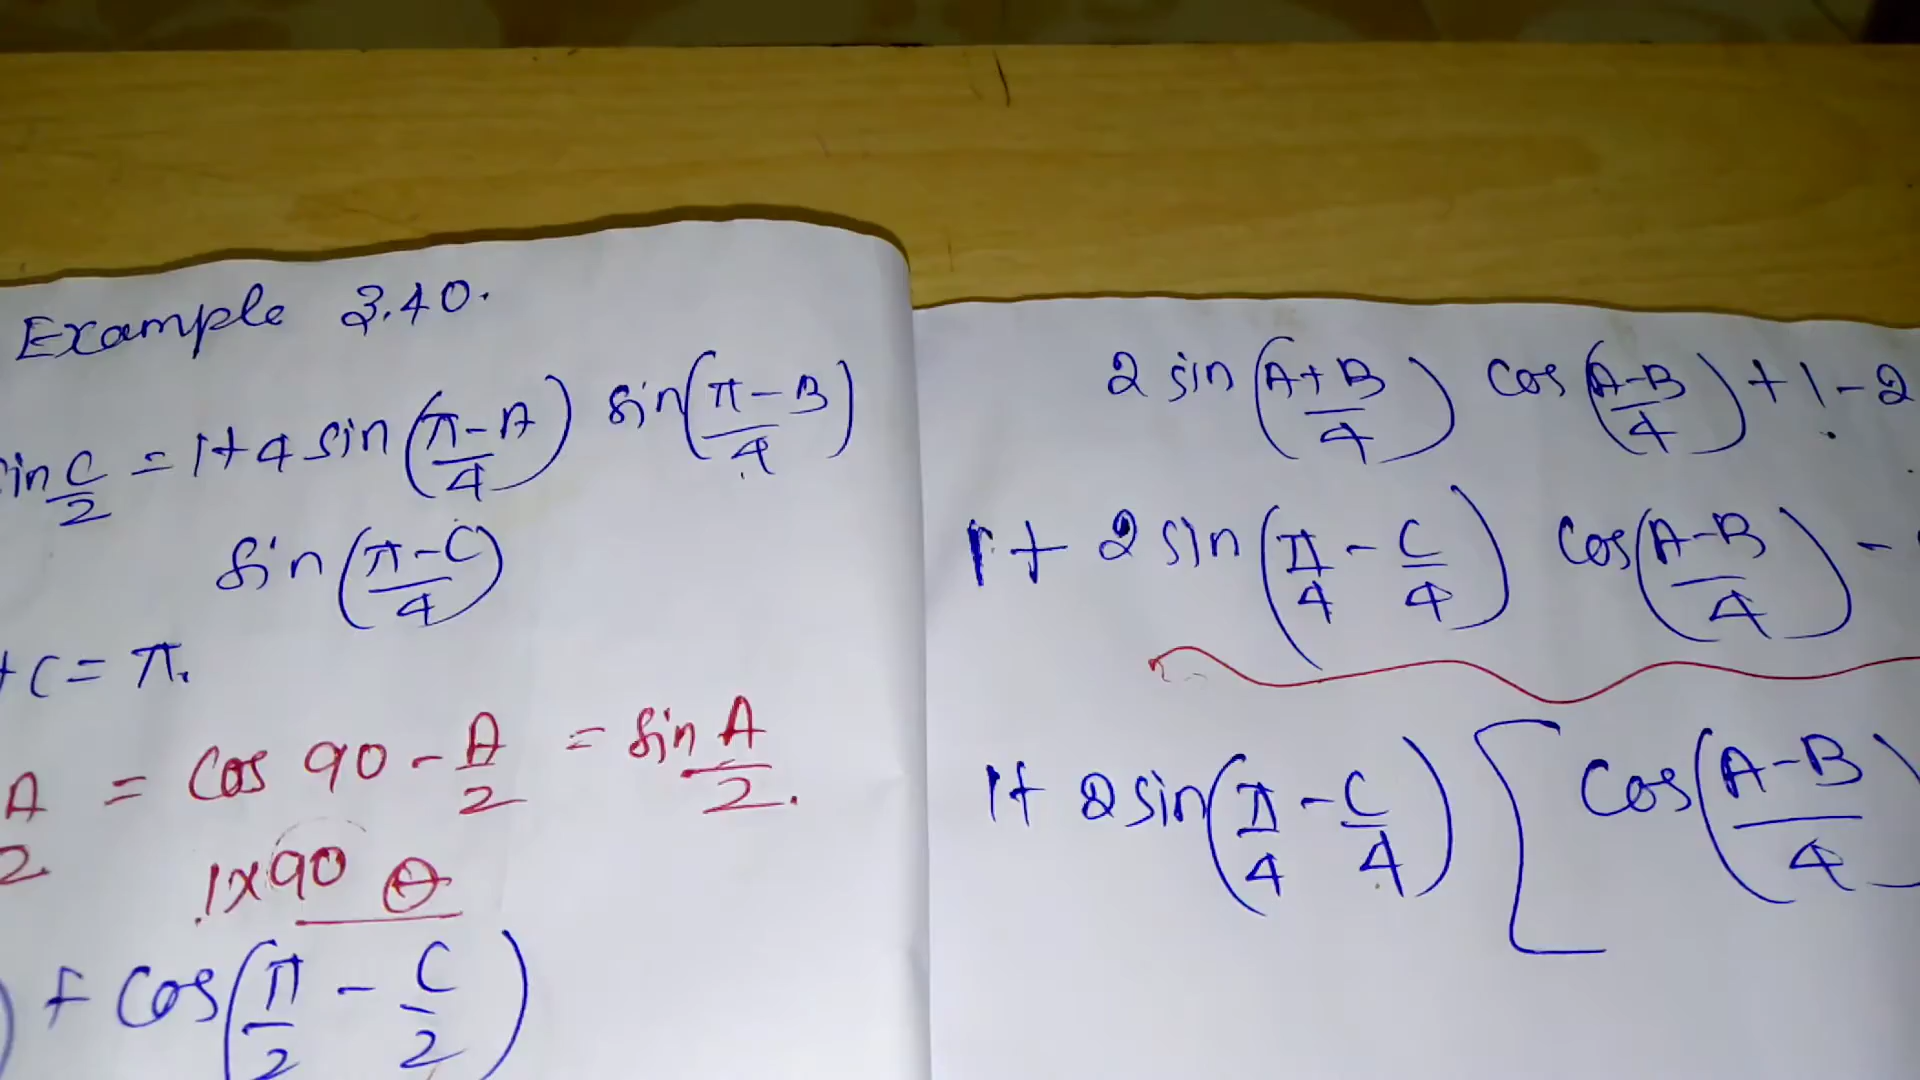 Example 3.40.
sin C/2 = 1+4 sin(π-A/4) sin(π-B/4)
sin(π-C/4)
+C = π.
A/2 = cos 90 - A/2 = sin A/2.
1x90 θ
) + cos(π/2 - C/2)
2 sin(A+B/4) cos(A-B/4) + 1 - 2
1 + 2 sin(π/4 - C/4) cos(A-B/4) -
1+ 2 sin(π/4 - C/4) [cos(A-B/4)